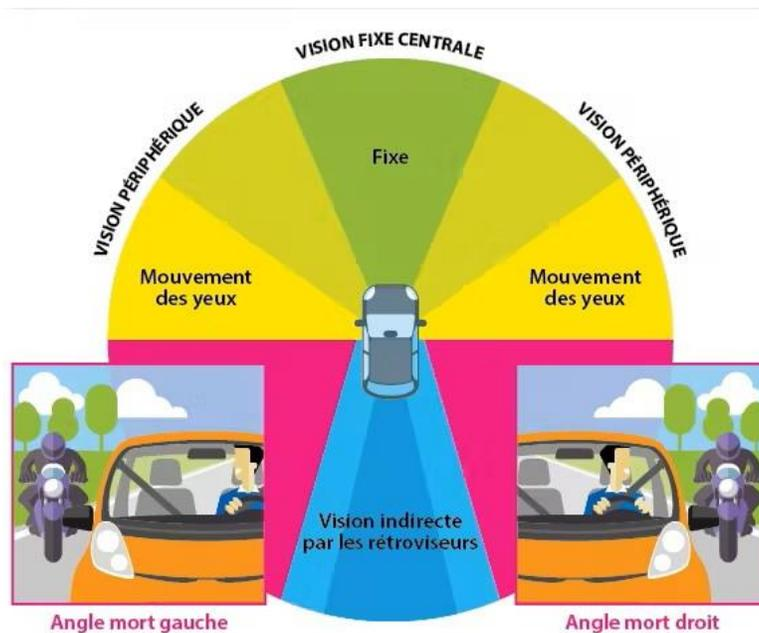 VISION FIXE CENTRALE
VISION PÉRIPHÉRIQUE
VISION PÉRIPHÉRIQUE
Fixe
Mouvement
des yeux
Mouvement
des yeux
Vision indirecte
par les rétroviseurs
Angle mort gauche
Angle mort droit